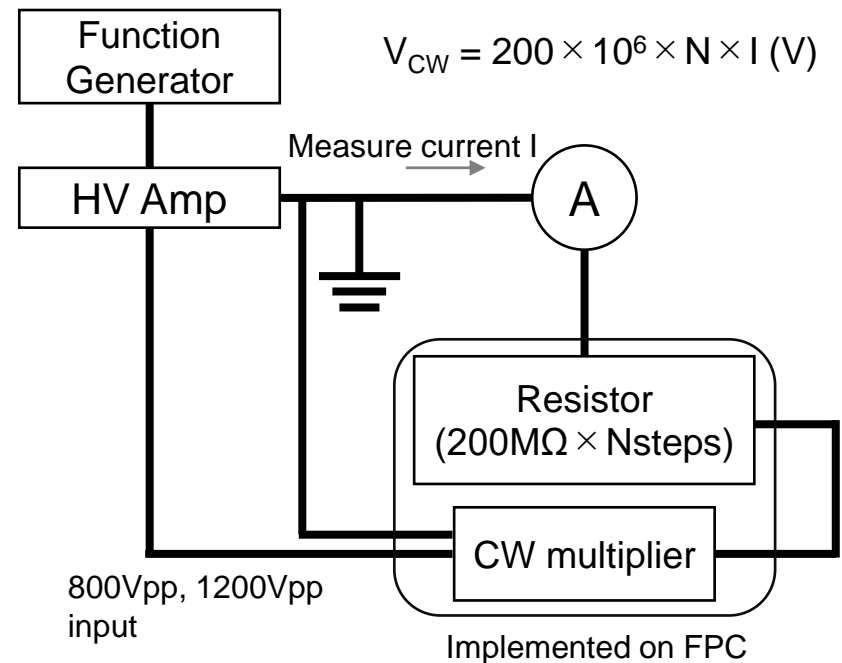 Function
Generator
V_CW = 200 × 10⁶ × N × I (V)
Measure current I
HV Amp
A
Resistor
(200MΩ × Nsteps)
CW multiplier
800Vpp, 1200Vpp
input
Implemented on FPC